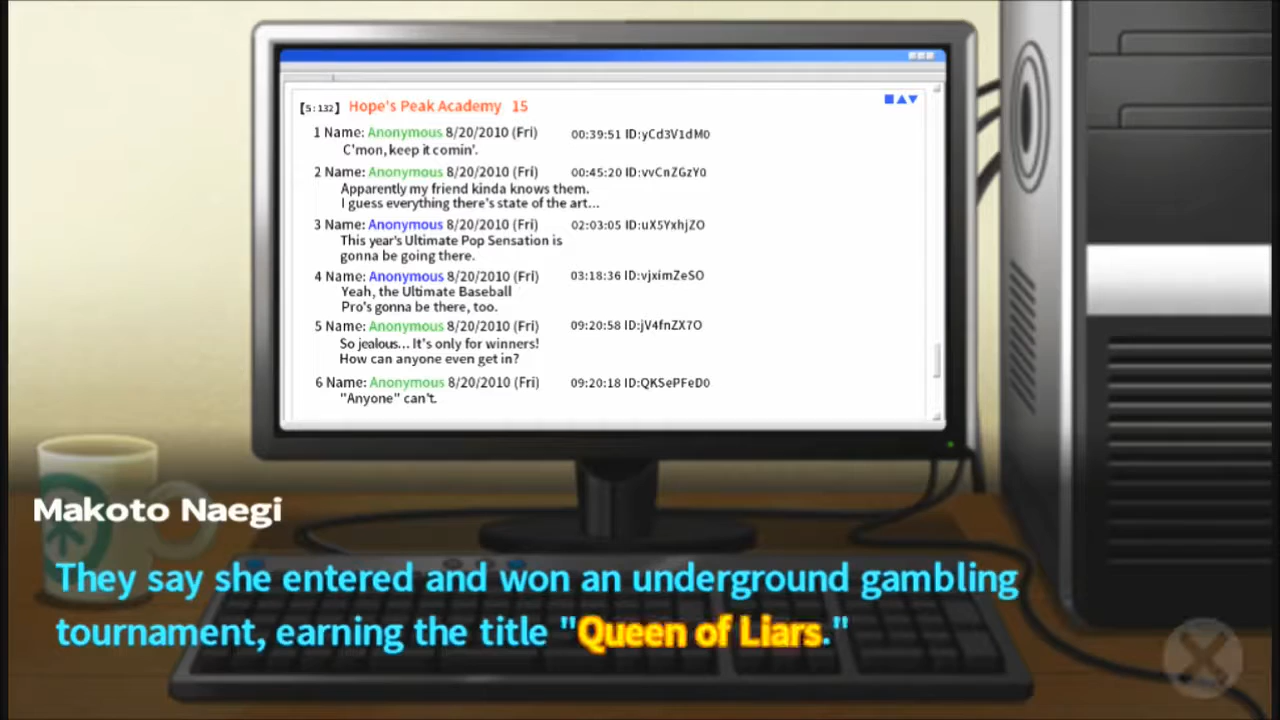 [5:132] Hope's Peak Academy 15
1 Name: Anonymous 8/20/2010 (Fri) 00:39:51 ID:yCd3V1dM0
C'mon, keep it comin'.
2 Name: Anonymous 8/20/2010 (Fri) 00:45:20 ID:vvCnZGzY0
Apparently my friend kinda knows them.
I guess everything there's state of the art...
3 Name: Anonymous 8/20/2010 (Fri) 02:03:05 ID:uX5YxhjZO
This year's Ultimate Pop Sensation is
gonna be going there.
4 Name: Anonymous 8/20/2010 (Fri) 03:18:36 ID:vjximZeSO
Yeah, the Ultimate Baseball
Pro's gonna be there, too.
5 Name: Anonymous 8/20/2010 (Fri) 09:20:58 ID:jV4fnZX7O
So jealous... It's only for winners!
How can anyone even get in?
6 Name: Anonymous 8/20/2010 (Fri) 09:20:18 ID:QKSePFeD0
"Anyone" can't.
Makoto Naegi
They say she entered and won an underground gambling
tournament, earning the title "Queen of Liars."